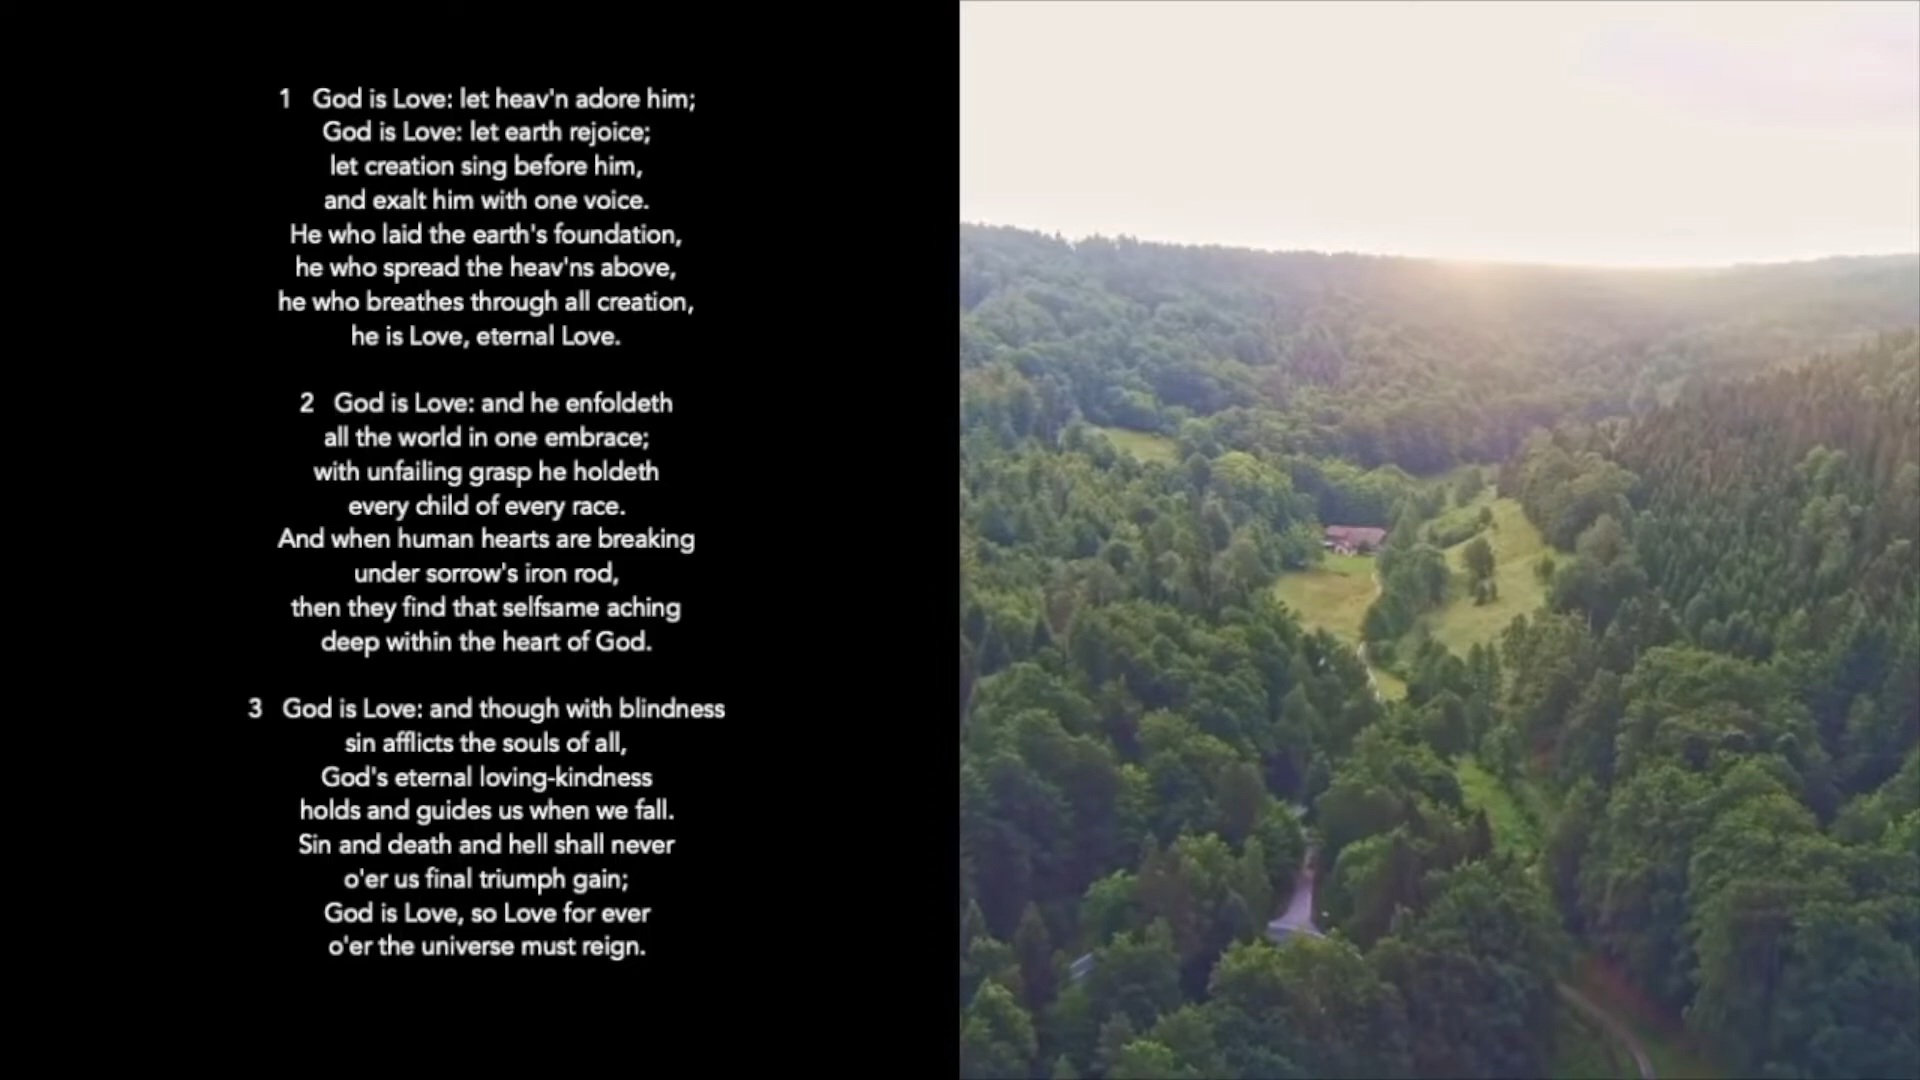 1 God is Love: let heav'n adore him;
God is Love: let earth rejoice;
let creation sing before him,
and exalt him with one voice.
He who laid the earth's foundation,
he who spread the heav'ns above,
he who breathes through all creation,
he is Love, eternal Love.
2 God is Love: and he enfoldeth
all the world in one embrace;
with unfailing grasp he holdeth
every child of every race.
And when human hearts are breaking
under sorrow's iron rod,
then they find that selfsame aching
deep within the heart of God.
3 God is Love: and though with blindness
sin afflicts the souls of all,
God's eternal loving-kindness
holds and guides us when we fall.
Sin and death and hell shall never
o'er us final triumph gain;
God is Love, so Love for ever
o'er the universe must reign.